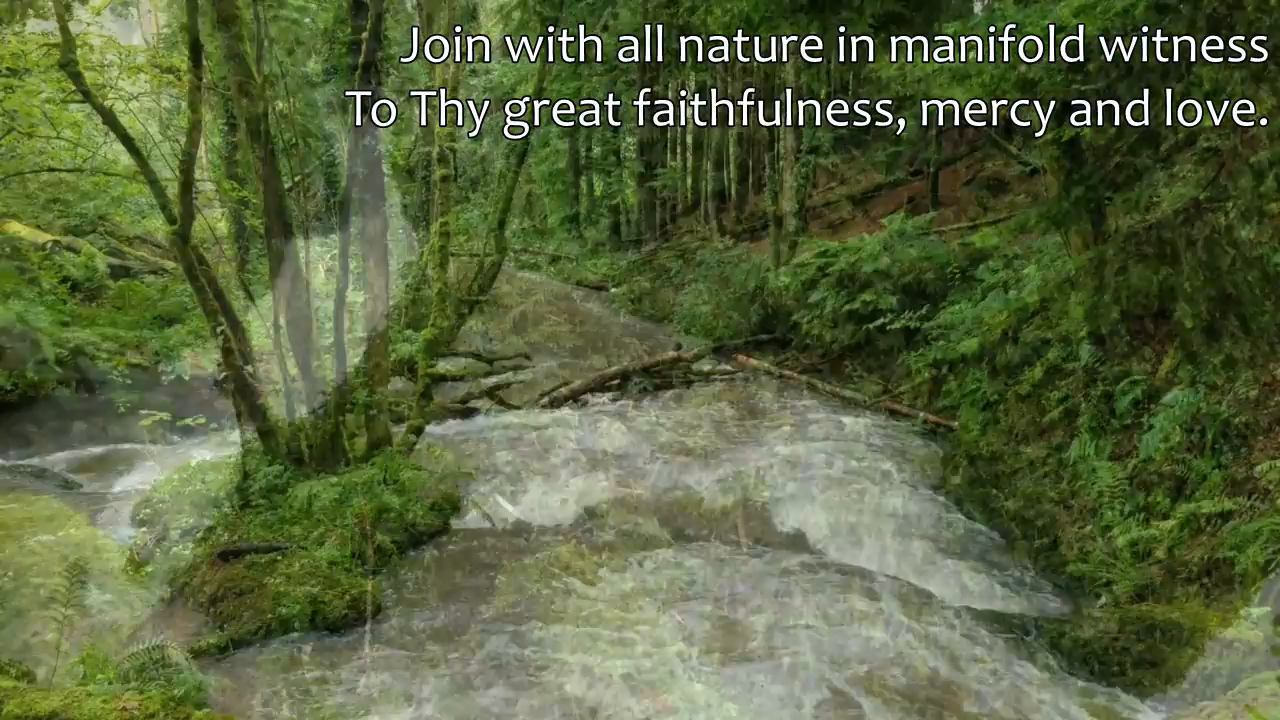 Join with all nature in manifold witness
To Thy great faithfulness, mercy and love.